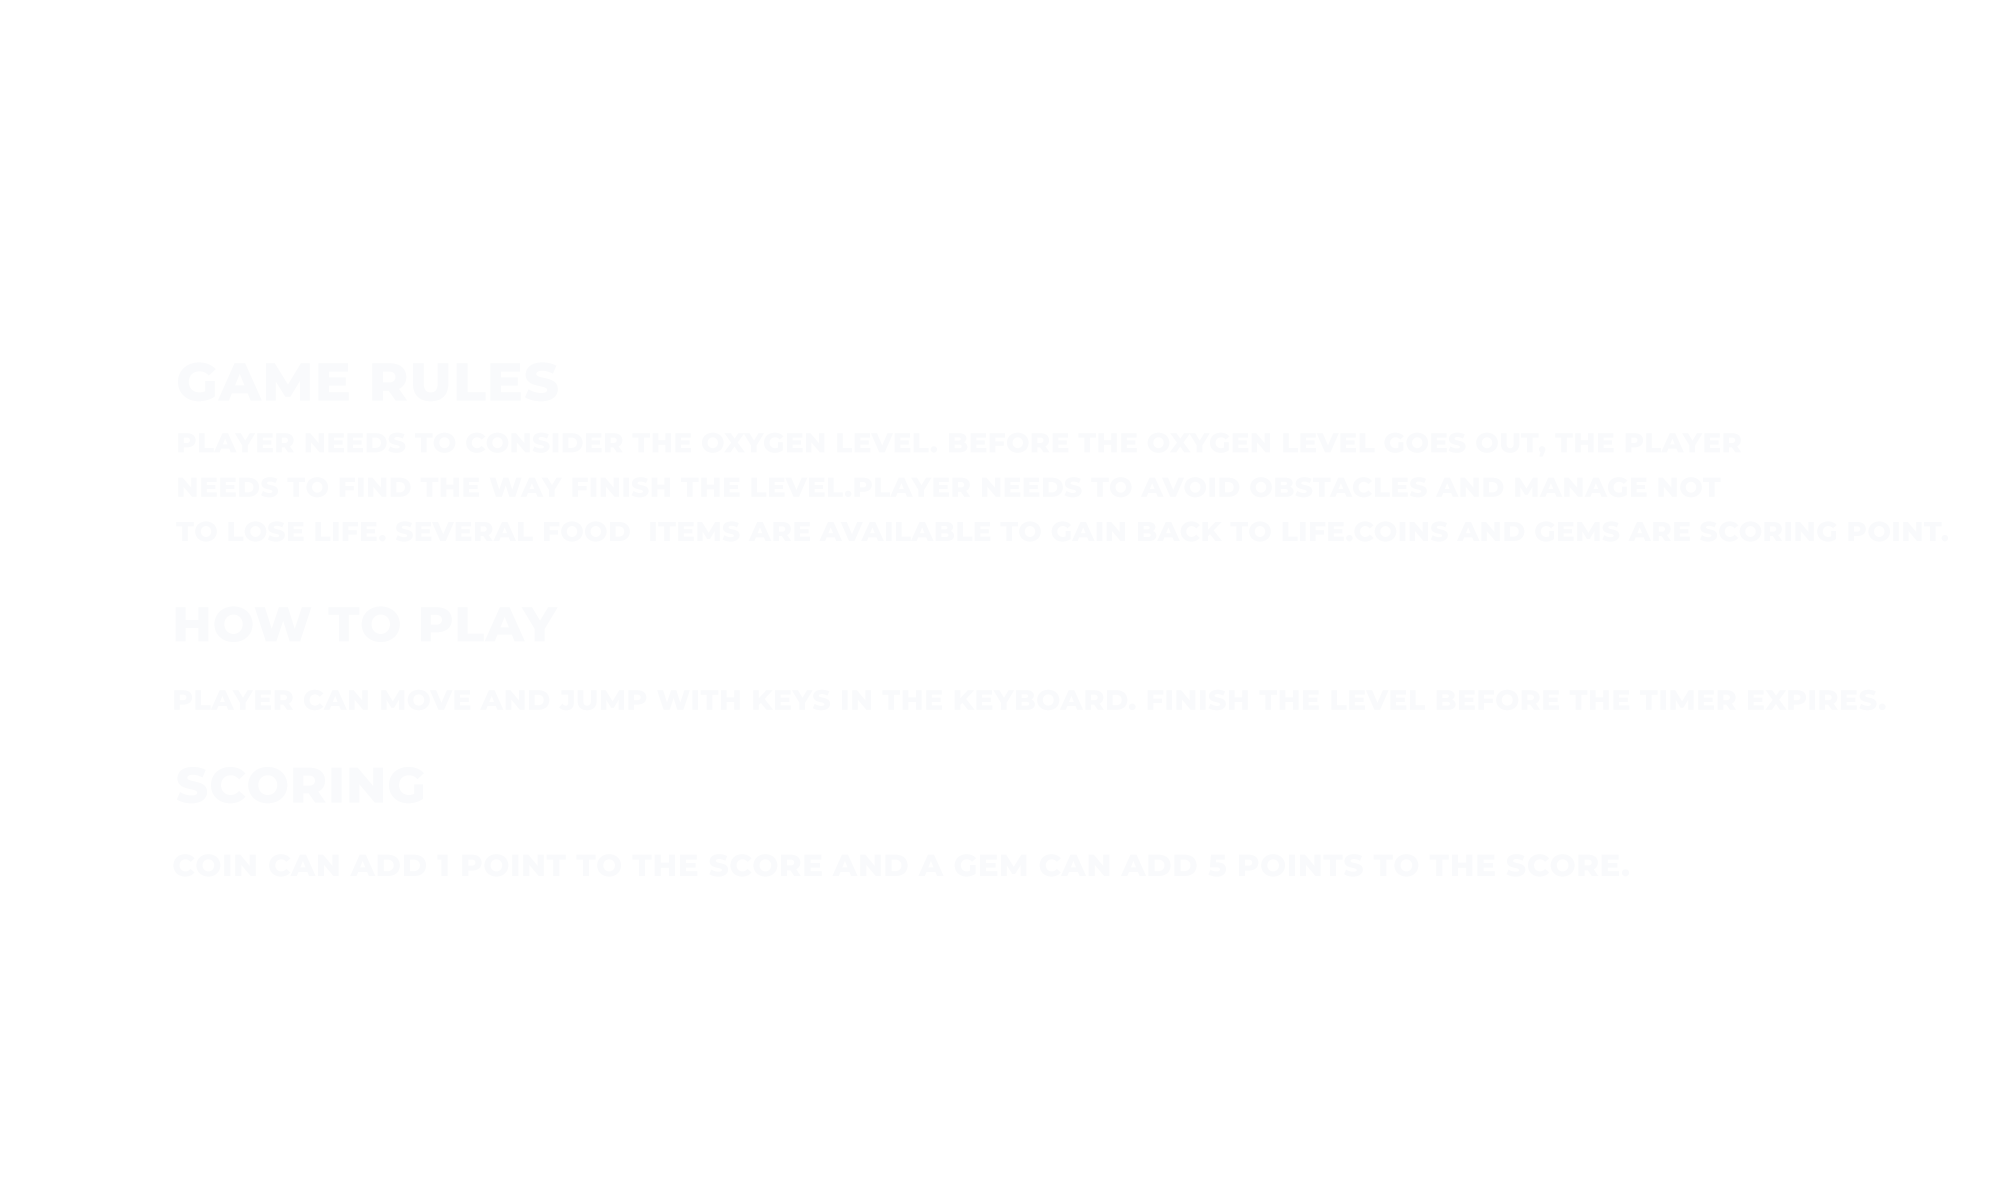 GAME RULES
PLAYER NEEDS TO CONSIDER THE OXYGEN LEVEL. BEFORE THE OXYGEN LEVEL GOES OUT, THE PLAYER
NEEDS TO FIND THE WAY FINISH THE LEVEL.PLAYER NEEDS TO AVOID OBSTACLES AND MANAGE NOT
TO LOSE LIFE. SEVERAL FOOD  ITEMS ARE AVAILABLE TO GAIN BACK TO LIFE.COINS AND GEMS ARE SCORING POINT.
HOW TO PLAY
PLAYER CAN MOVE AND JUMP WITH KEYS IN THE KEYBOARD. FINISH THE LEVEL BEFORE THE TIMER EXPIRES.
SCORING
COIN CAN ADD 1 POINT TO THE SCORE AND A GEM CAN ADD 5 POINTS TO THE SCORE.